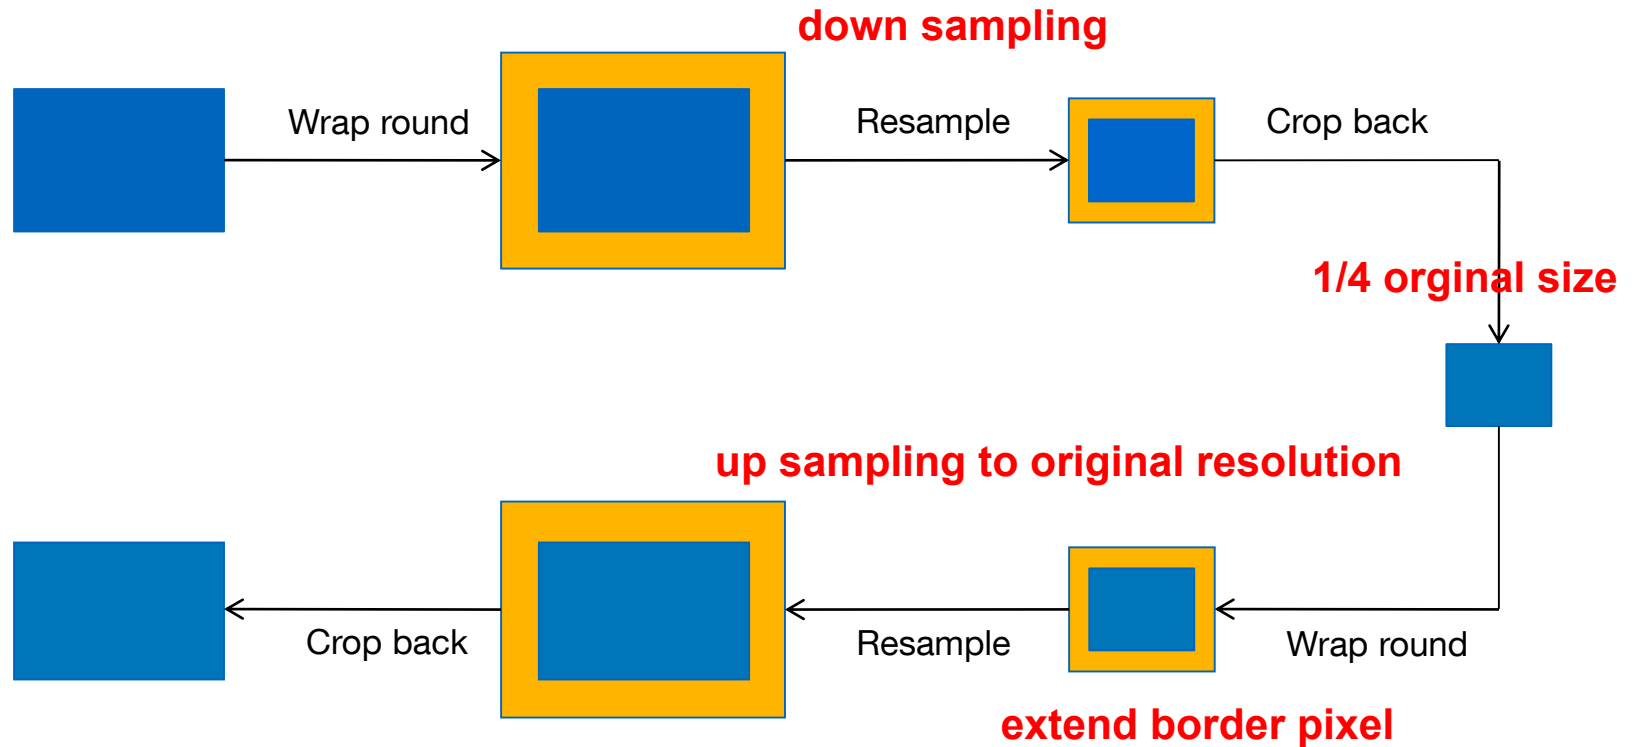 down sampling
Wrap round
Resample
Crop back
1/4 orginal size
up sampling to original resolution
Crop back
Resample
Wrap round
extend border pixel